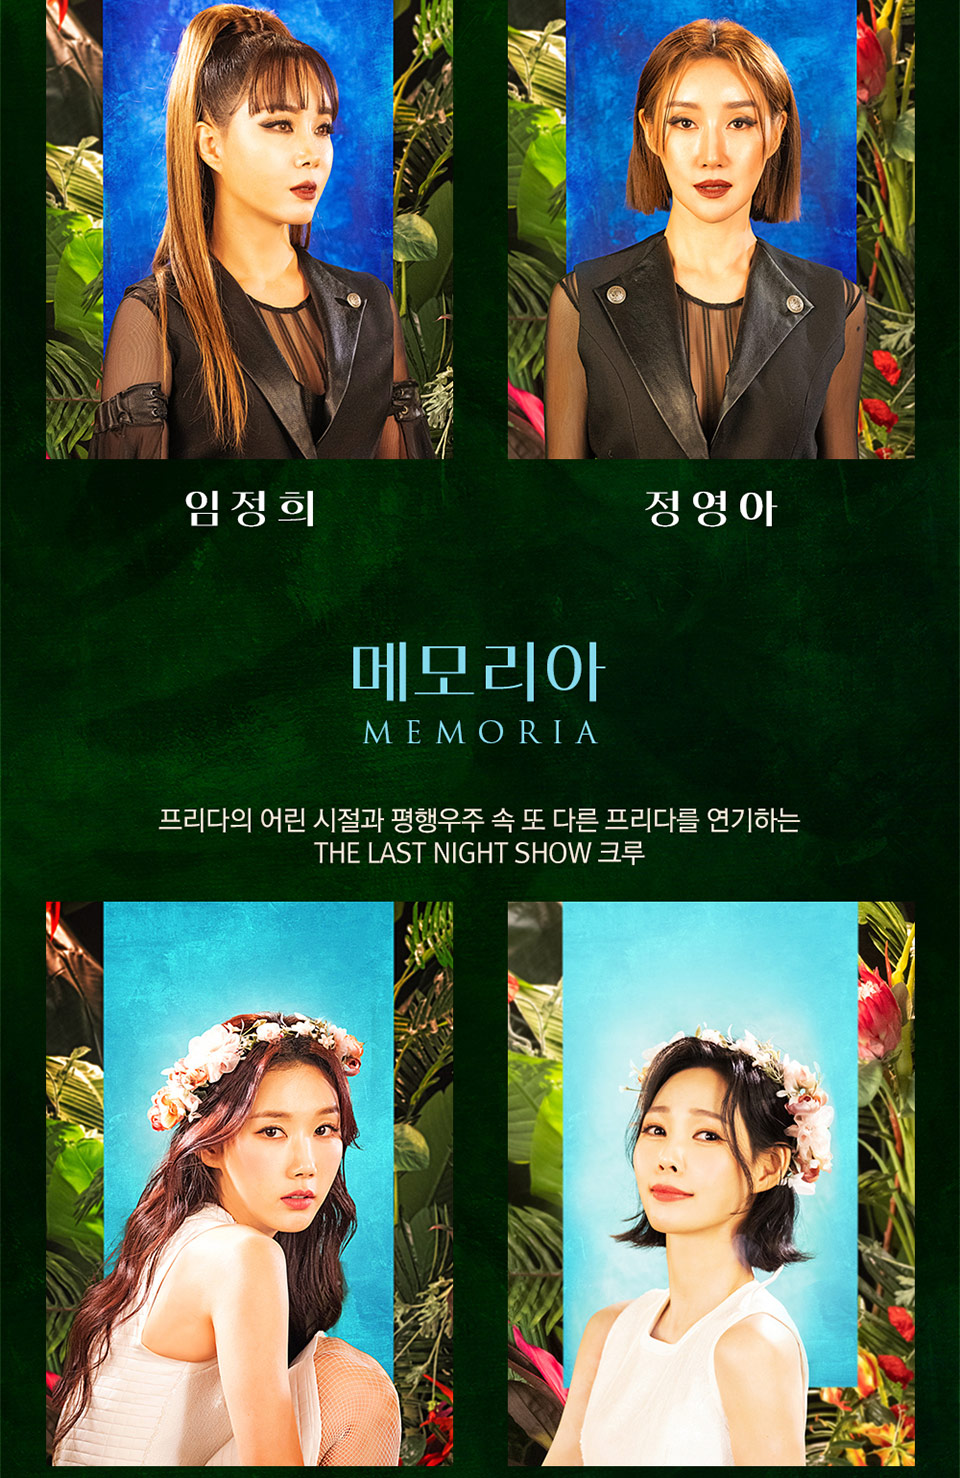 임정희
정영아
메모리아
MEMORIA
프리다의 어린 시절과 평행우주 속 또 다른 프리다를 연기하는
THE LAST NIGHT SHOW 크루